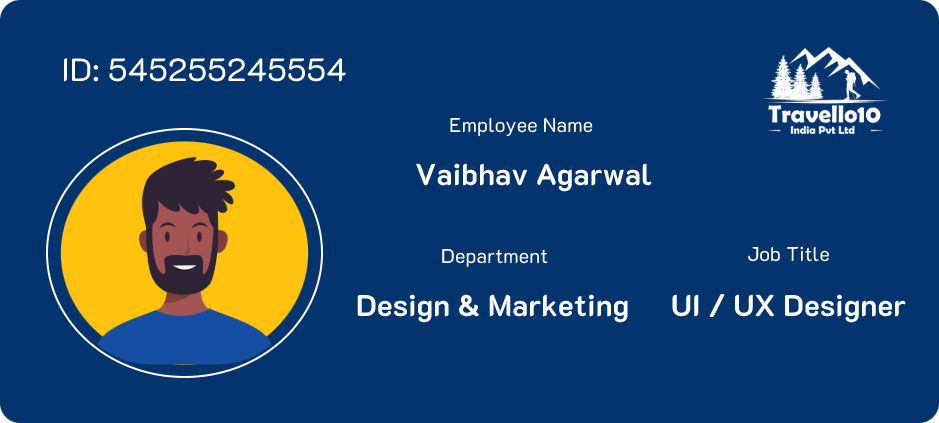 ID: 545255245554
Travello10
India Pvt Ltd
Employee Name
Vaibhav Agarwal
Department
Design & Marketing
Job Title
UI / UX Designer